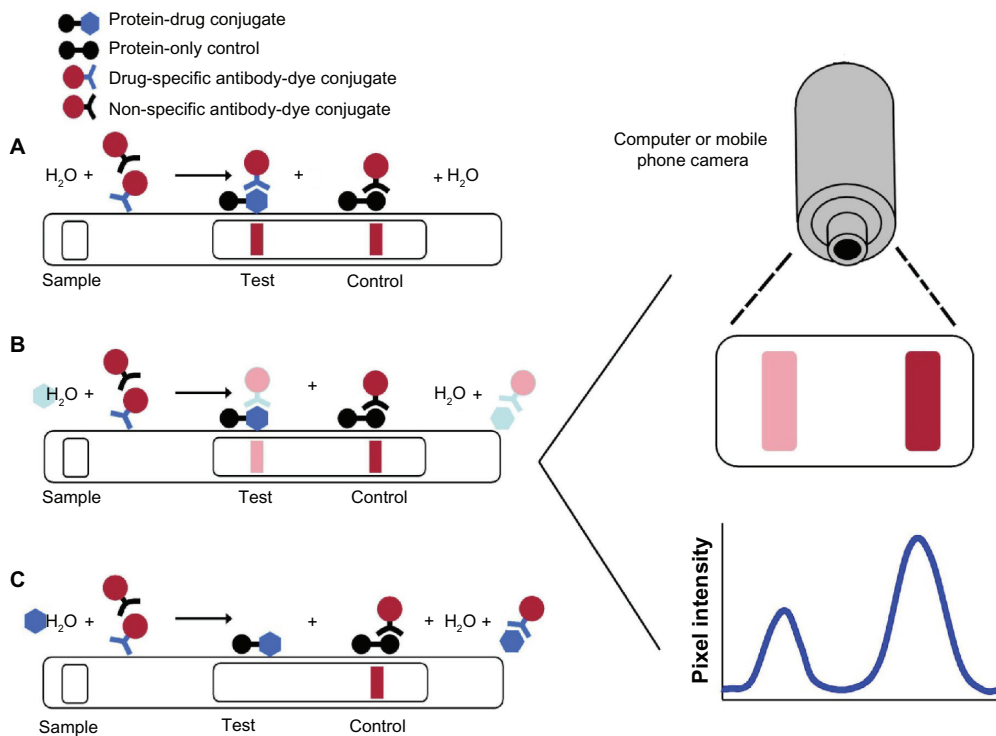 Protein-drug conjugate
Protein-only control
Drug-specific antibody-dye conjugate
Non-specific antibody-dye conjugate
A
H₂O + + + H₂O
Sample Test Control
B
H₂O + + H₂O +
Sample Test Control
C
H₂O + + + H₂O +
Sample Test Control
Computer or mobile
phone camera
Pixel intensity